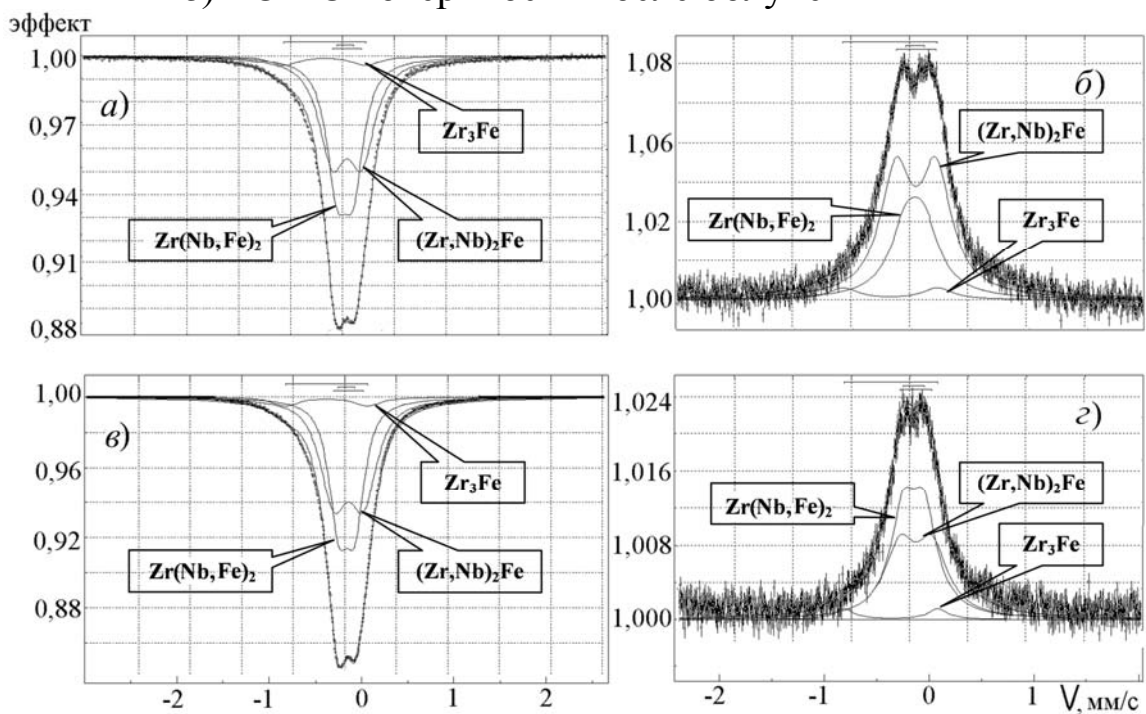 эффект
1,00
0,97
0,94
0,91
0,88
а)
Zr₃Fe
Zr(Nb,Fe)₂
(Zr,Nb)₂Fe
1,08
1,06
1,04
1,02
1,00
б)
(Zr,Nb)₂Fe
Zr(Nb,Fe)₂
Zr₃Fe
1,00
0,96
0,92
0,88
в)
Zr₃Fe
Zr(Nb,Fe)₂
(Zr,Nb)₂Fe
-2 -1 0 1 2
1,024
1,016
1,008
1,000
г)
(Zr,Nb)₂Fe
Zr(Nb,Fe)₂
Zr₃Fe
-2 -1 0 1 V, мм/с